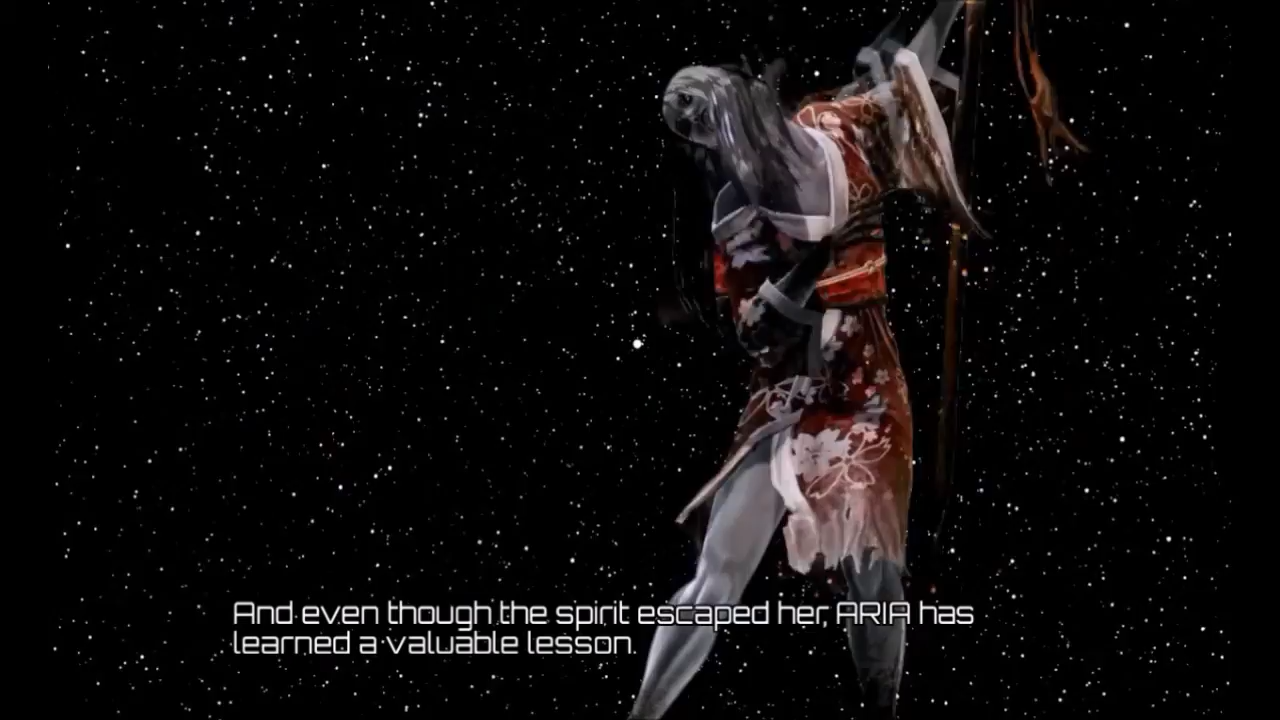 And even though the spirit escaped her, ARIA has
learned a valuable lesson.